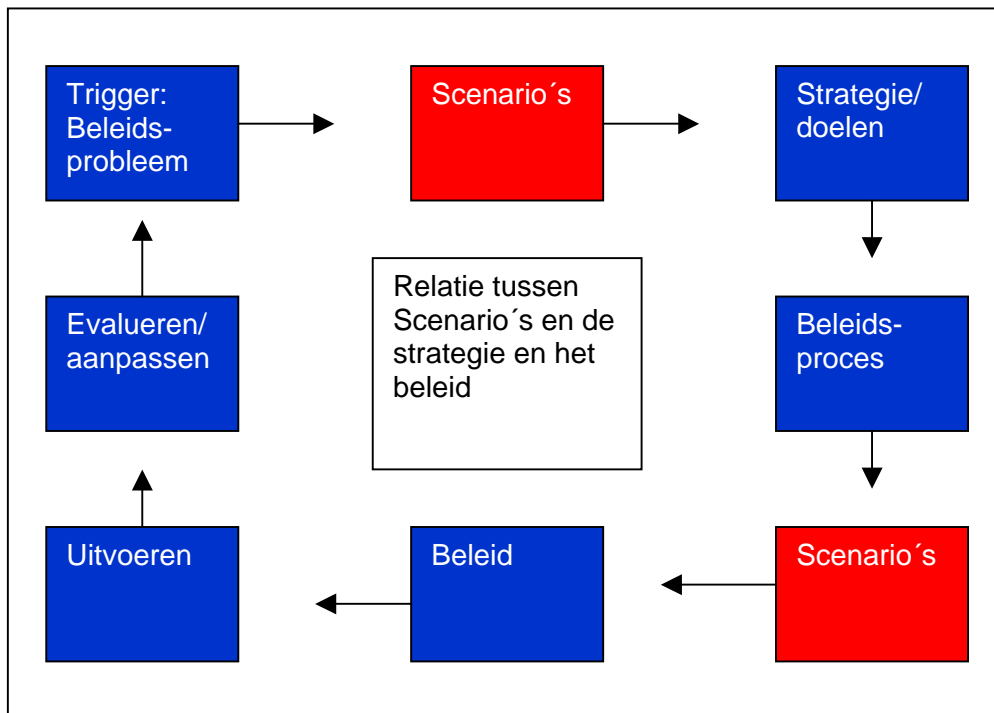 Trigger:
Beleids-
probleem
Scenario´s
Strategie/
doelen
Evalueren/
aanpassen
Relatie tussen
Scenario´s en de
strategie en het
beleid
Beleids-
proces
Uitvoeren
Beleid
Scenario´s